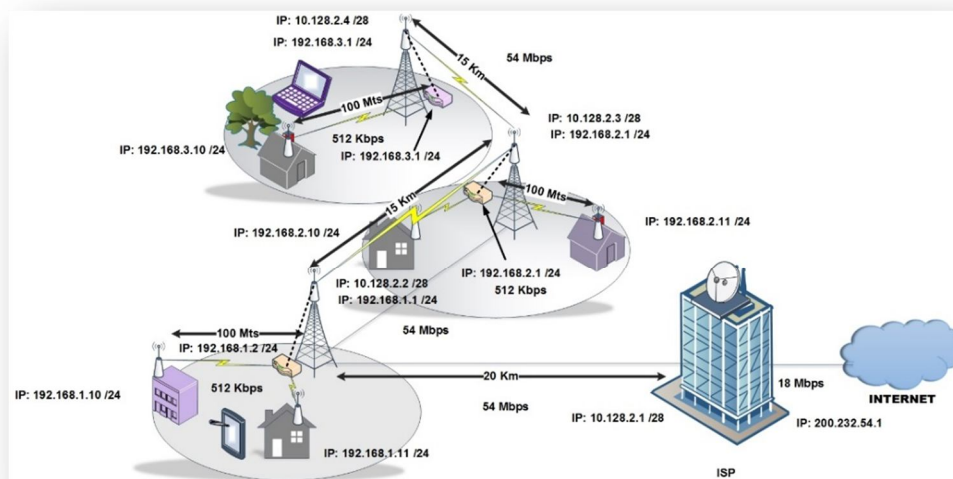 IP: 10.128.2.4 /28
IP: 192.168.3.1 /24
54 Mbps
15 Km
100 Mts
IP: 10.128.2.3 /28
IP: 192.168.2.1 /24
512 Kbps
IP: 192.168.3.10 /24
IP: 192.168.3.1 /24
15 Km
100 Mts
IP: 192.168.2.11 /24
IP: 192.168.2.10 /24
IP: 192.168.2.1 /24
512 Kbps
IP: 10.128.2.2 /28
IP: 192.168.1.1 /24
54 Mbps
100 Mts
IP: 192.168.1.2 /24
20 Km
18 Mbps
512 Kbps
IP: 192.168.1.10 /24
54 Mbps
INTERNET
IP: 10.128.2.1 /28
IP: 200.232.54.1
IP: 192.168.1.11 /24
ISP